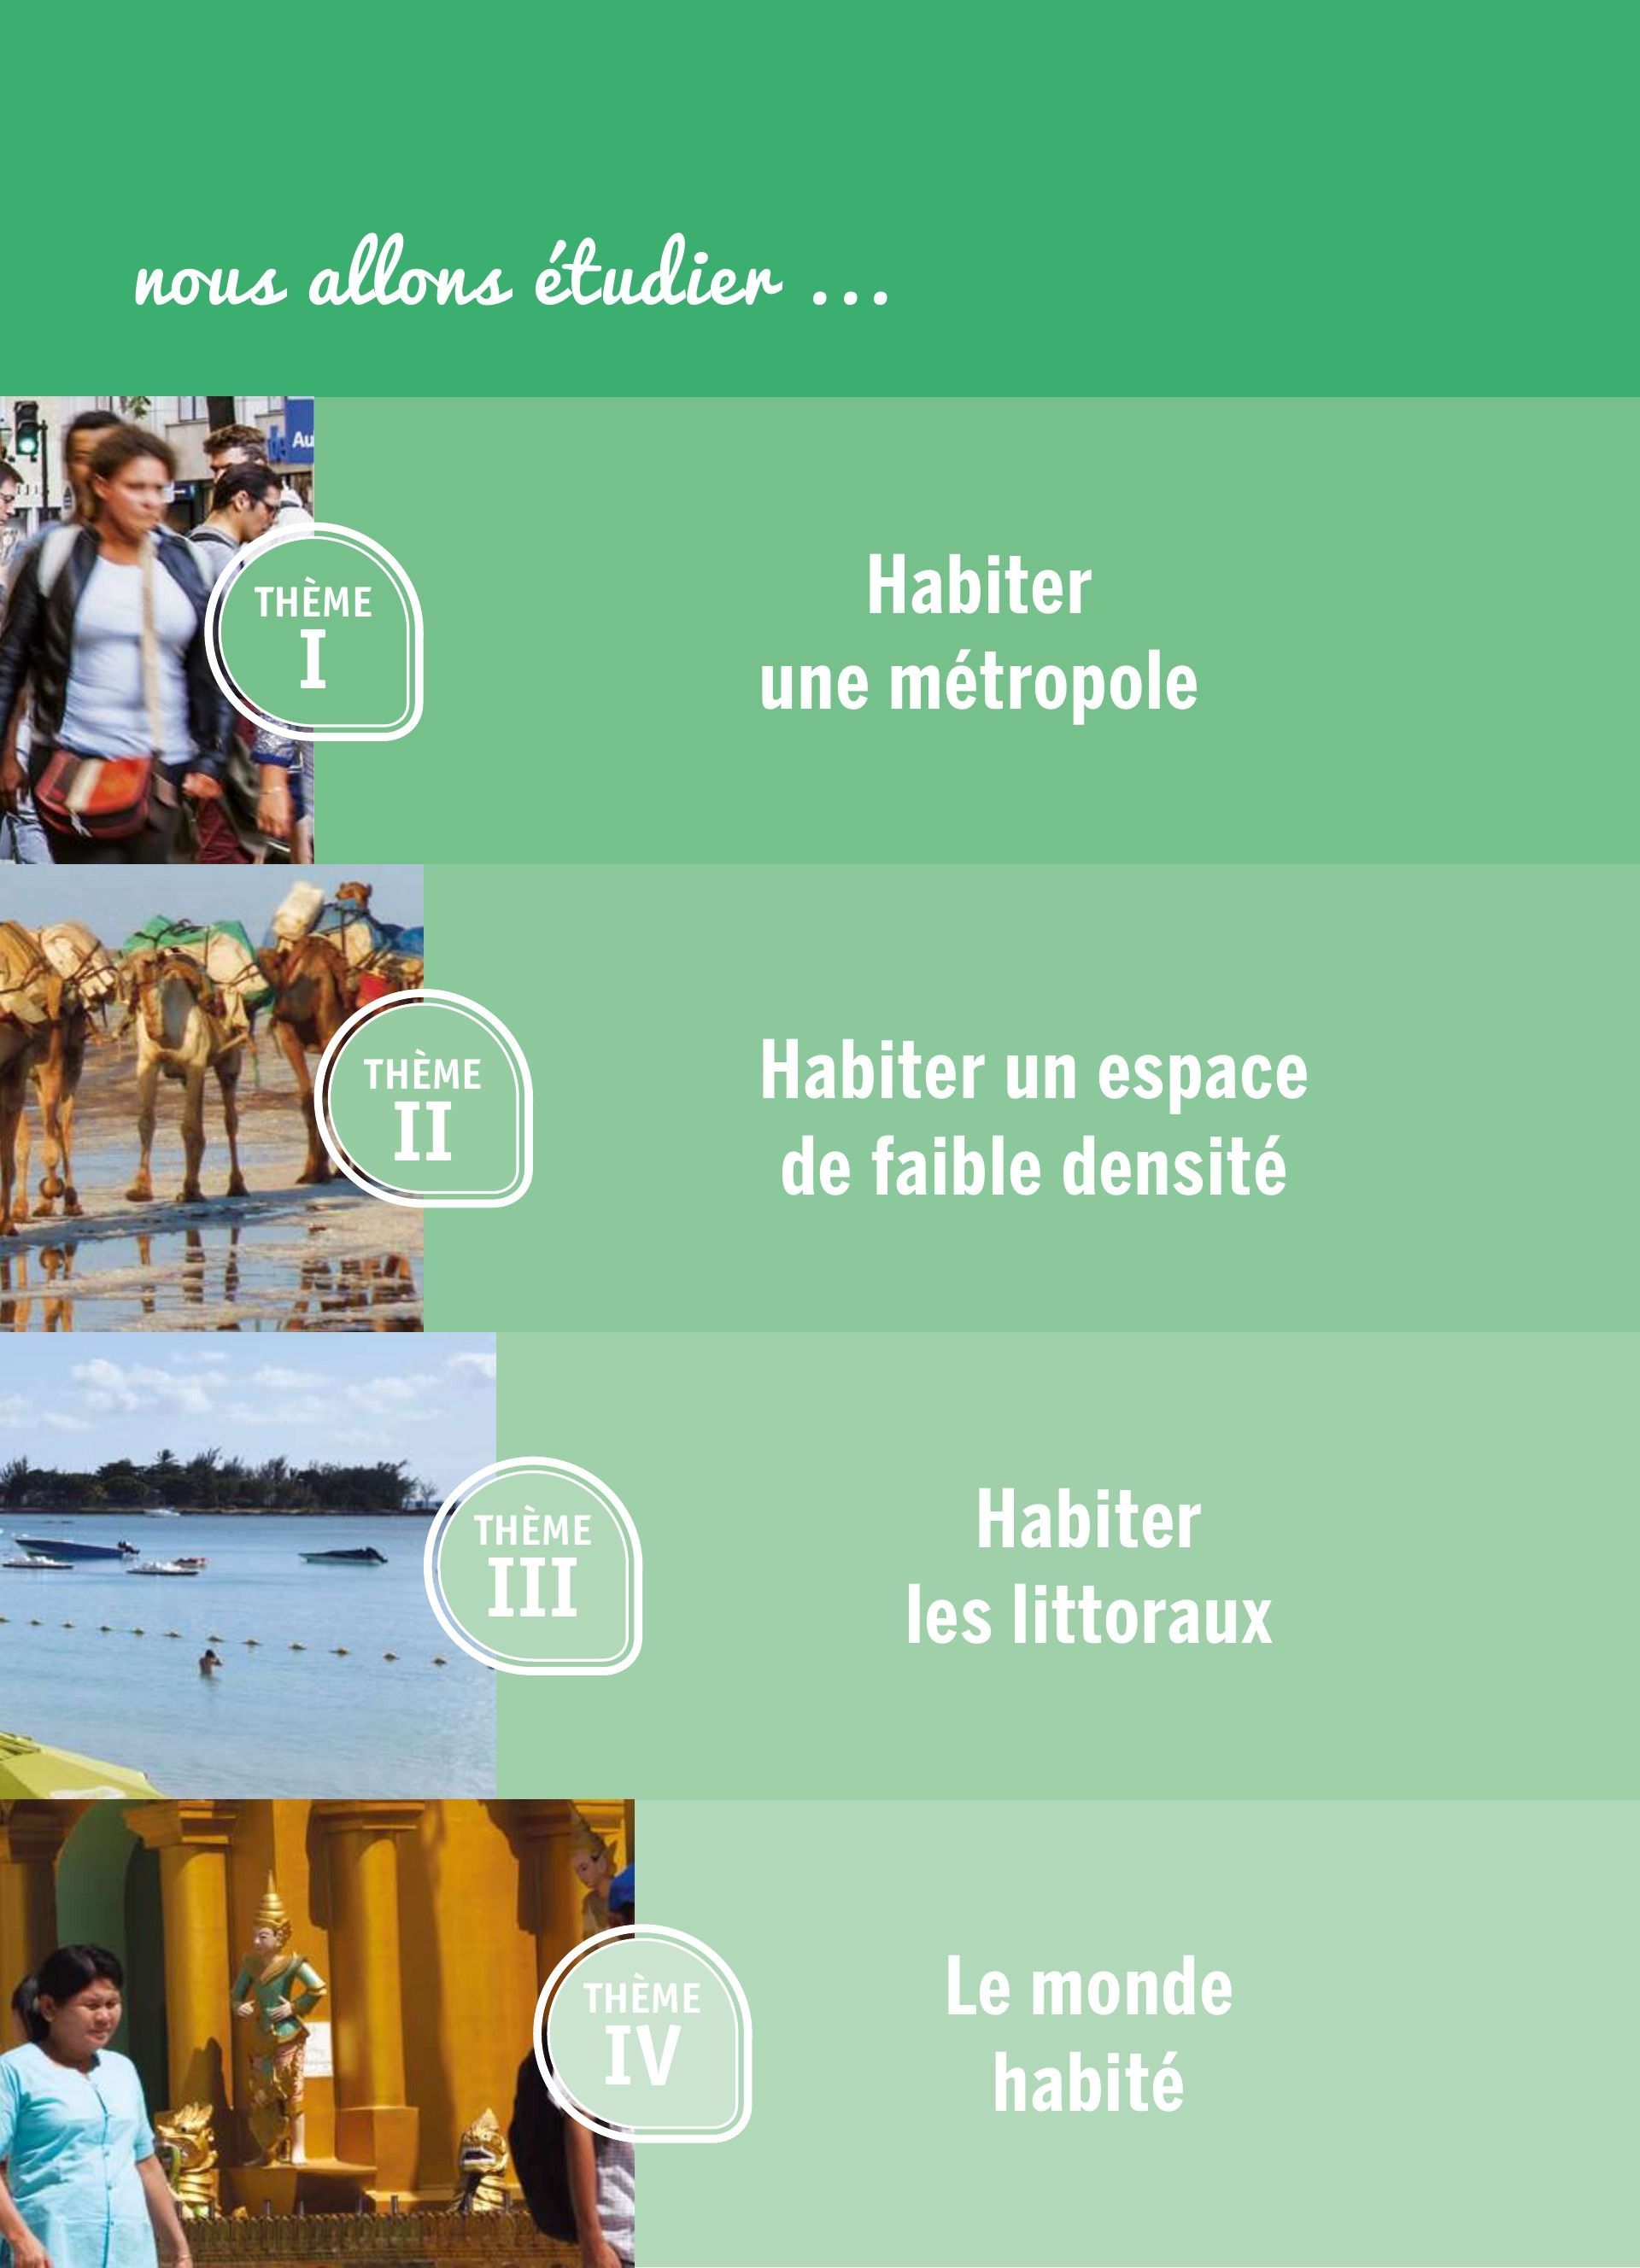 nous allons étudier ...
Au
THÈME
I
Habiter
une métropole
THÈME
II
Habiter un espace
de faible densité
THÈME
III
Habiter
les littoraux
THÈME
IV
Le monde
habité